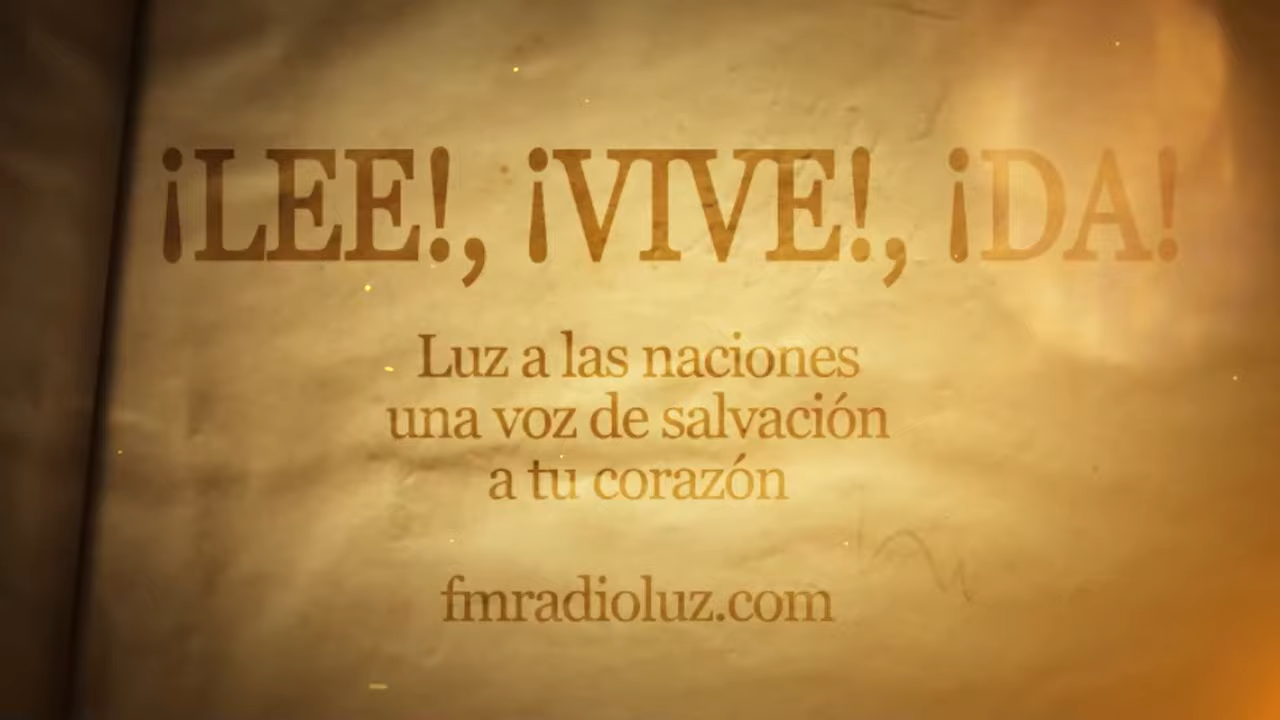 ¡LEE!, ¡VIVE!, ¡DA!
Luz a las naciones
una voz de salvación
a tu corazón
fmradioluz.com